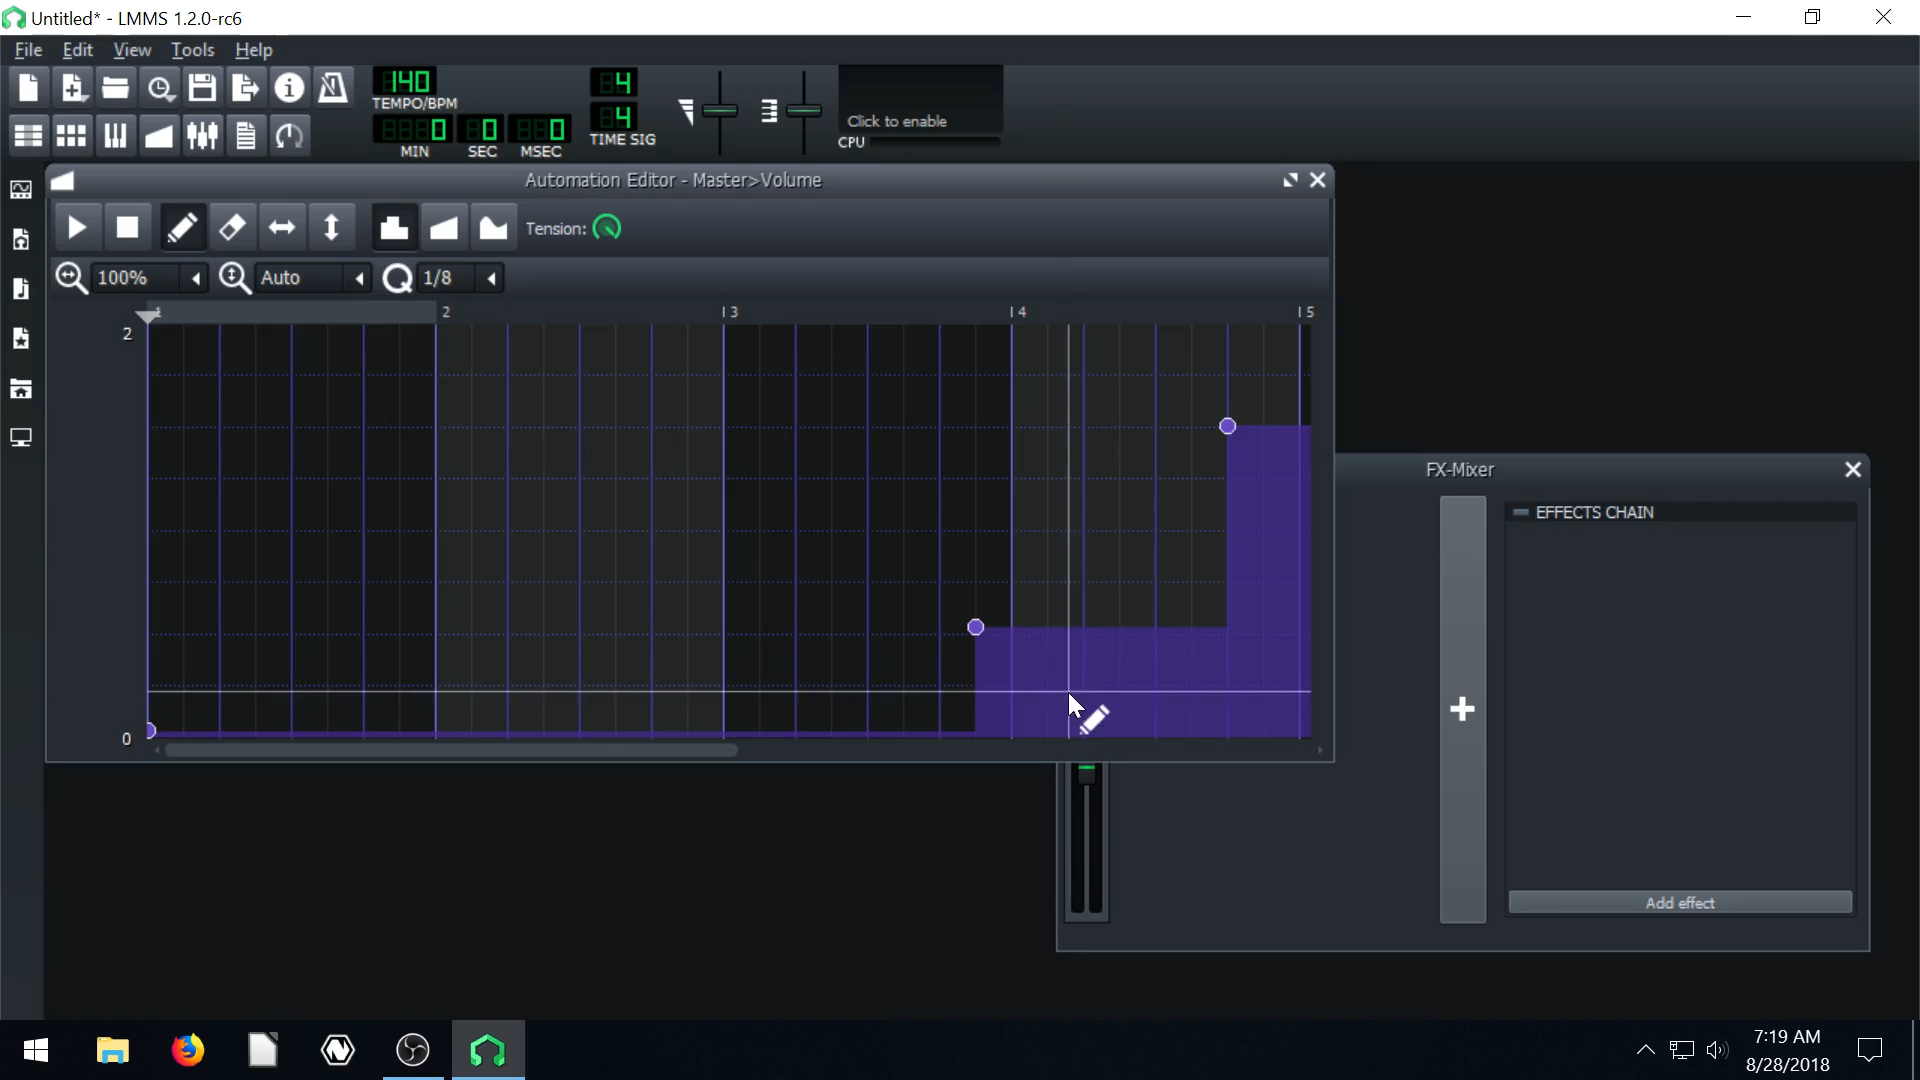 Untitled* - LMMS 1.2.0-rc6
File Edit View Tools Help
140
TEMPO/BPM
0 0 0
MIN SEC MSEC
4
4
TIME SIG
Click to enable
CPU
Automation Editor - Master>Volume
Tension:
100% Auto 1/8
1 2 3 4 5
2
0
FX-Mixer
EFFECTS CHAIN
Add effect
7:19 AM
8/28/2018